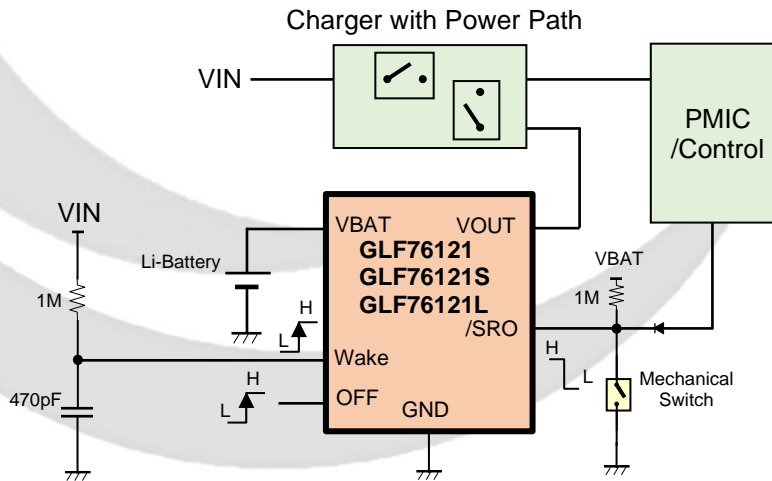 Charger with Power Path
VIN
PMIC
/Control
VIN
1M
470pF
Li-Battery
VBAT
VOUT
GLF76121
GLF76121S
GLF76121L
/SRO
Wake
OFF
GND
H
L
H
L
VBAT
1M
H
L
Mechanical
Switch